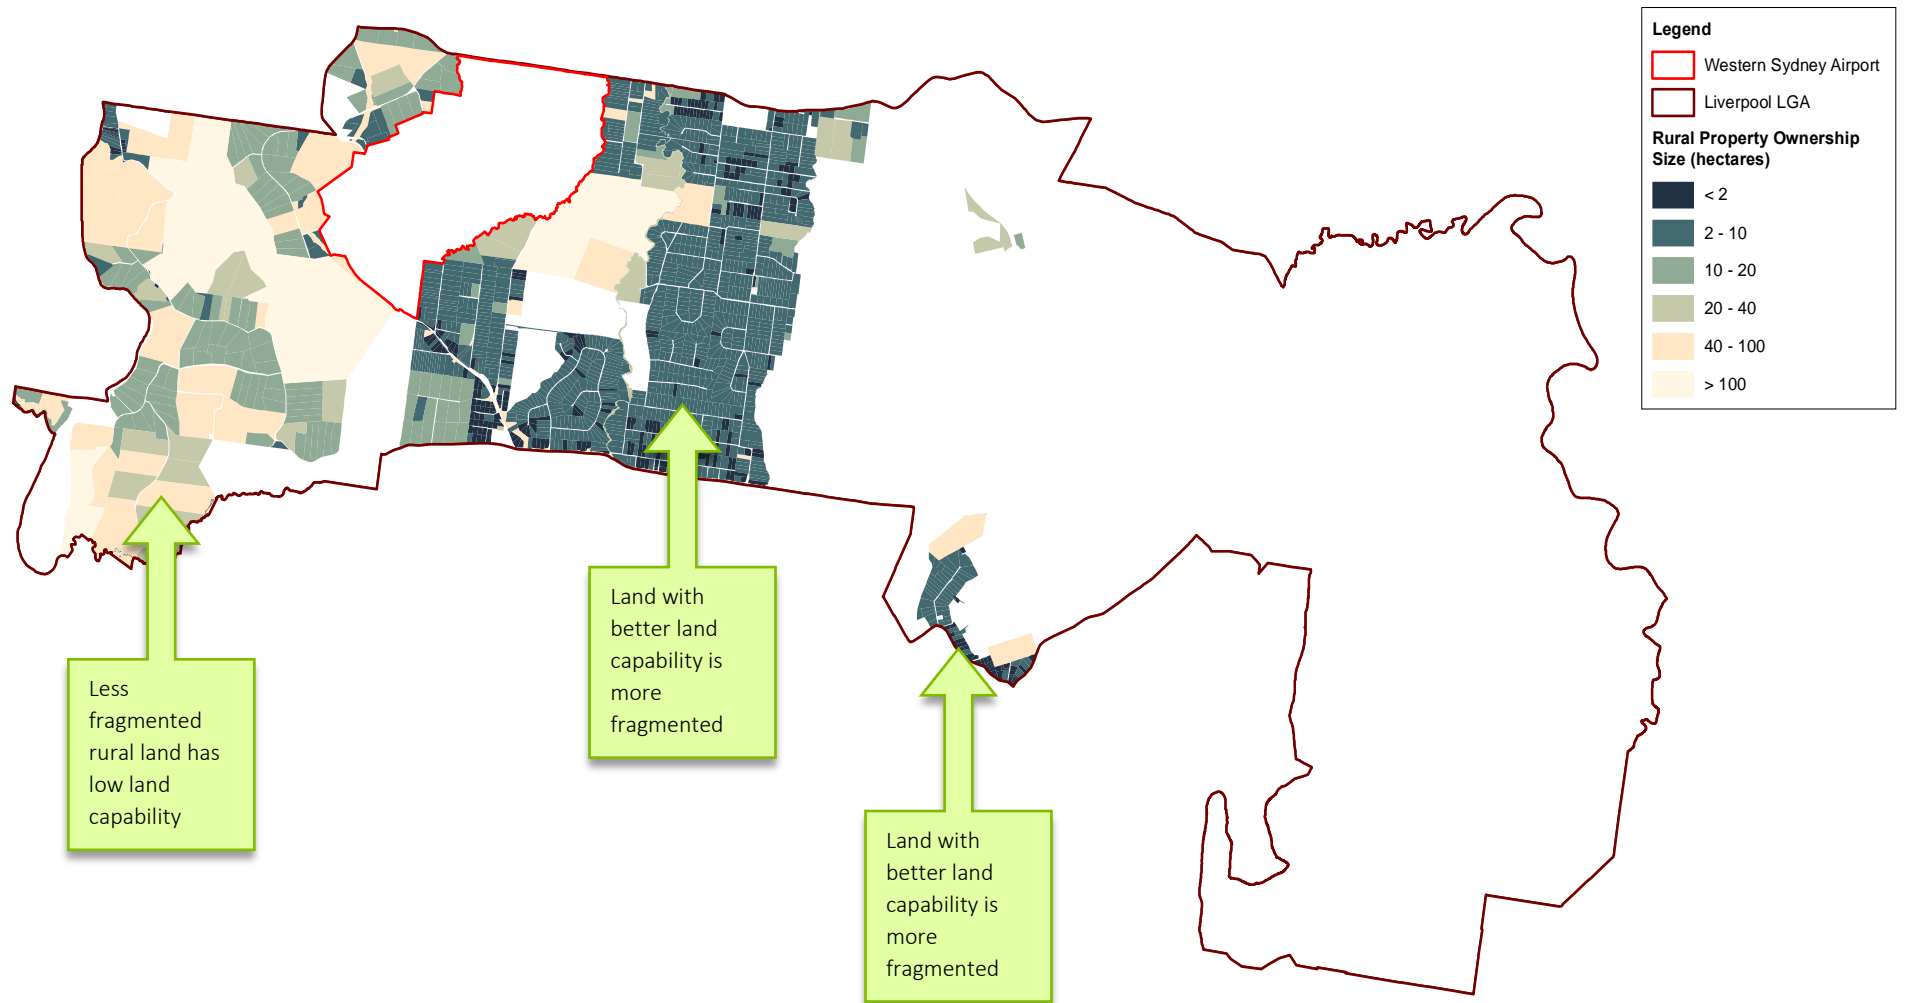 Legend
Western Sydney Airport
Liverpool LGA
Rural Property Ownership
Size (hectares)
< 2
2 - 10
10 - 20
20 - 40
40 - 100
> 100
Less
fragmented
rural land has
low land
capability
Land with
better land
capability is
more
fragmented
Land with
better land
capability is
more
fragmented